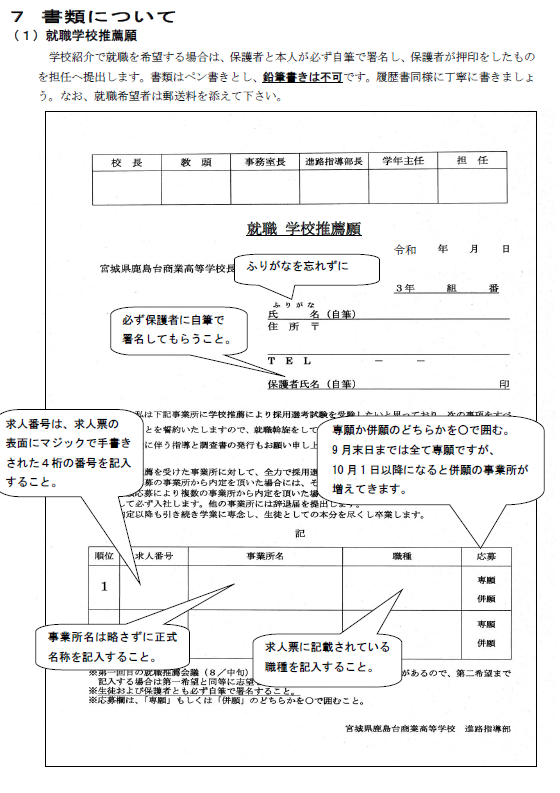 ７ 書類について
（１）就職学校推薦願
学校紹介で就職を希望する場合は、保護者と本人が必ず自筆で署名し、保護者が押印をしたもの
を担任へ提出します。書類はペン書きとし、鉛筆書きは不可です。履歴書同様に丁寧に書きましょ
う。なお、就職希望者は郵送料を添えて下さい。
校 長 教 頭 事務室長 進路指導部長 学年主任 担 任
就職 学校推薦願
令和 年 月 日
宮城県鹿島台商業高等学校長
ふりがなを忘れずに
３年 組 番
ふりがな
氏 名（自筆）
住 所 〒
必ず保護者に自筆で
署名してもらうこと。
ＴＥＬ － －
保護者氏名（自筆） 印
私は下記事業所に学校推薦により採用選考試験を受験したいと思っており、次の事項をすべ
ことを誓約いたしますので、就職斡旋をして
に伴う指導と調査書の発行もお願い申し上
求人番号は、求人票の
表面にマジックで手書き
された４桁の番号を記入
すること。
専願か併願のどちらかを〇で囲む。
９月末日までは全て専願ですが、
１０月１日以降になると併願の事業所が
増えてきます。
薦を受けた事業所に対して、全力で採用選
募の事業所から内定を頂いた場合には、そ
応募により複数の事業所から内定を頂いた場
して必ず入社します。他の事業所には辞退届を提出します。
内定以降も引き続き学業に専念し、生徒としての本分を尽くし卒業します。
記
順位 求人番号 事業所名 職種 応募
１ 専願
併願
専願
併願
事業所名は略さずに正式
名称を記入すること。
求人票に記載されている
職種を記入すること。
※第一回の就職推薦会議（８／中旬） があるので、第二希望まで
記入する場合は第一希望と同等に志望
※生徒および保護者とも必ず自筆で署名すること。
※応募欄は、「専願」もしくは「併願」のどちらかを〇で囲むこと。
宮城県鹿島台商業高等学校 進路指導部